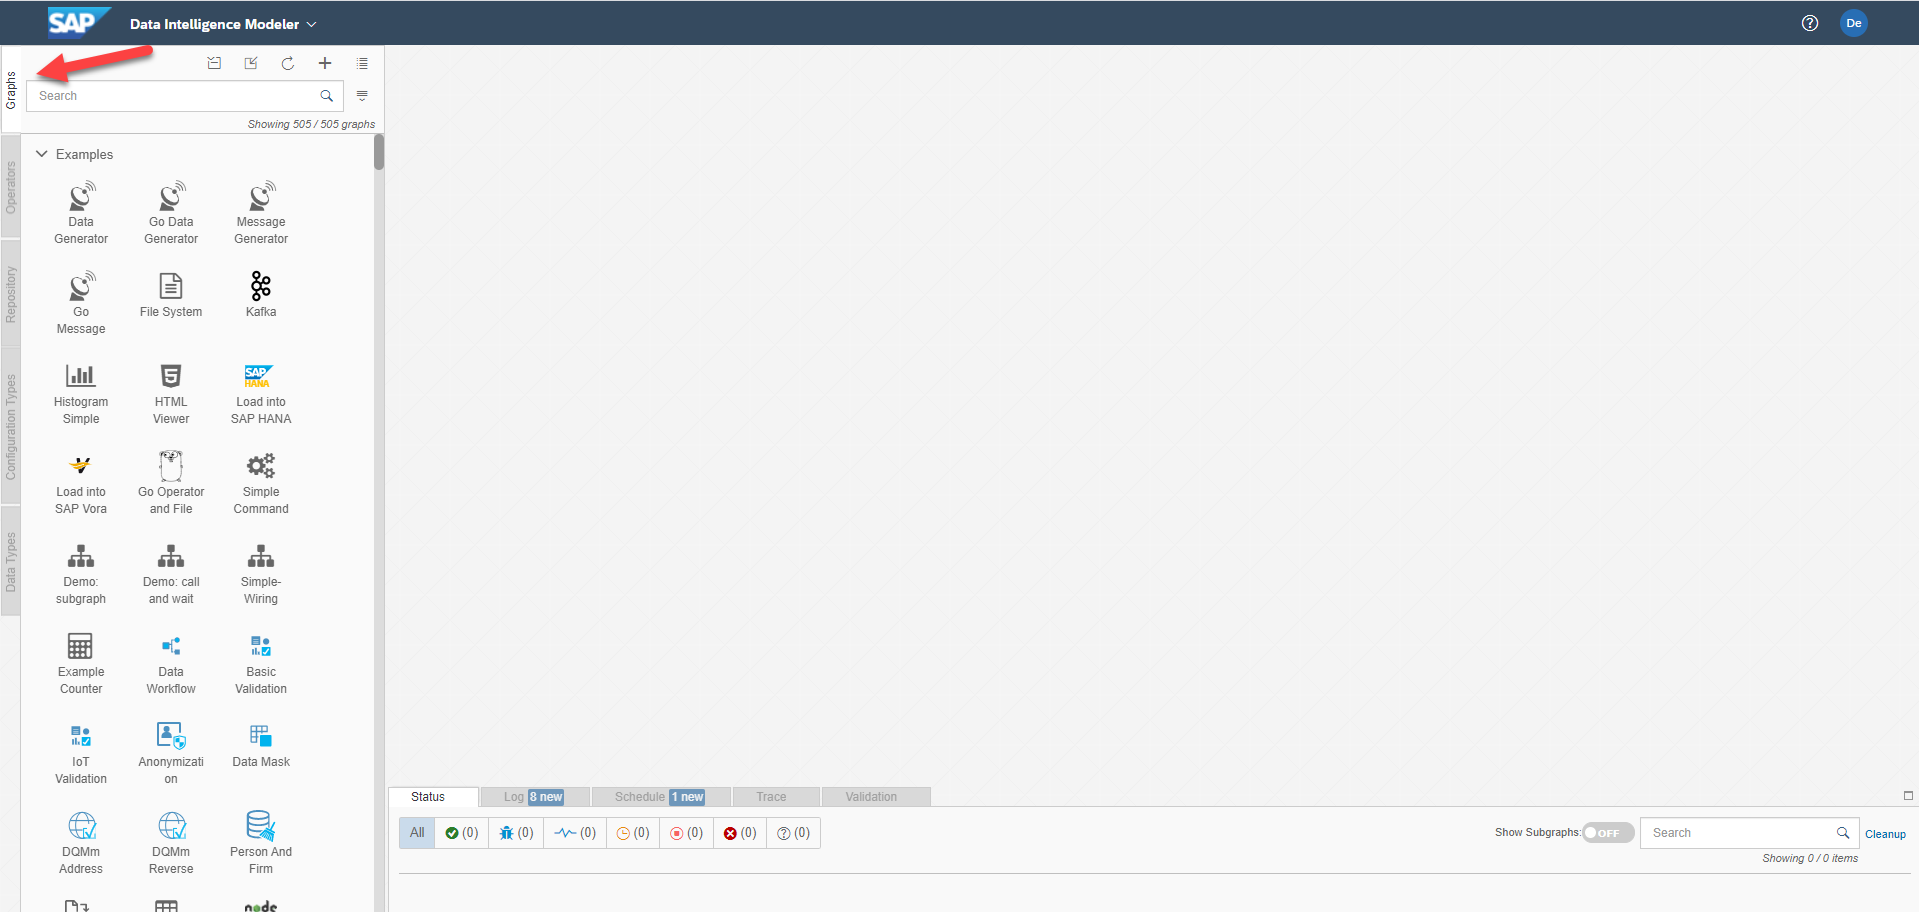 SAP
Data Intelligence Modeler
De
Graphs
Operators
Repository
Configuration Types
Data Types
Search
Showing 505 / 505 graphs
Examples
Data
Generator
Go Data
Generator
Message
Generator
Go
Message
File System
Kafka
Histogram
Simple
HTML
Viewer
SAP
HANA
Load into
SAP HANA
Load into
SAP Vora
Go Operator
and File
Simple
Command
Demo:
subgraph
Demo: call
and wait
Simple-
Wiring
Example
Counter
Data
Workflow
Basic
Validation
IoT
Validation
Anonymizati
on
Data Mask
DQMm
Address
DQMm
Reverse
Person And
Firm
node
Status
Log 8 new
Schedule 1 new
Trace
Validation
All (0) (0) (0) (0) (0) (0) (0)
Show Subgraphs: OFF
Search
Cleanup
Showing 0 / 0 items